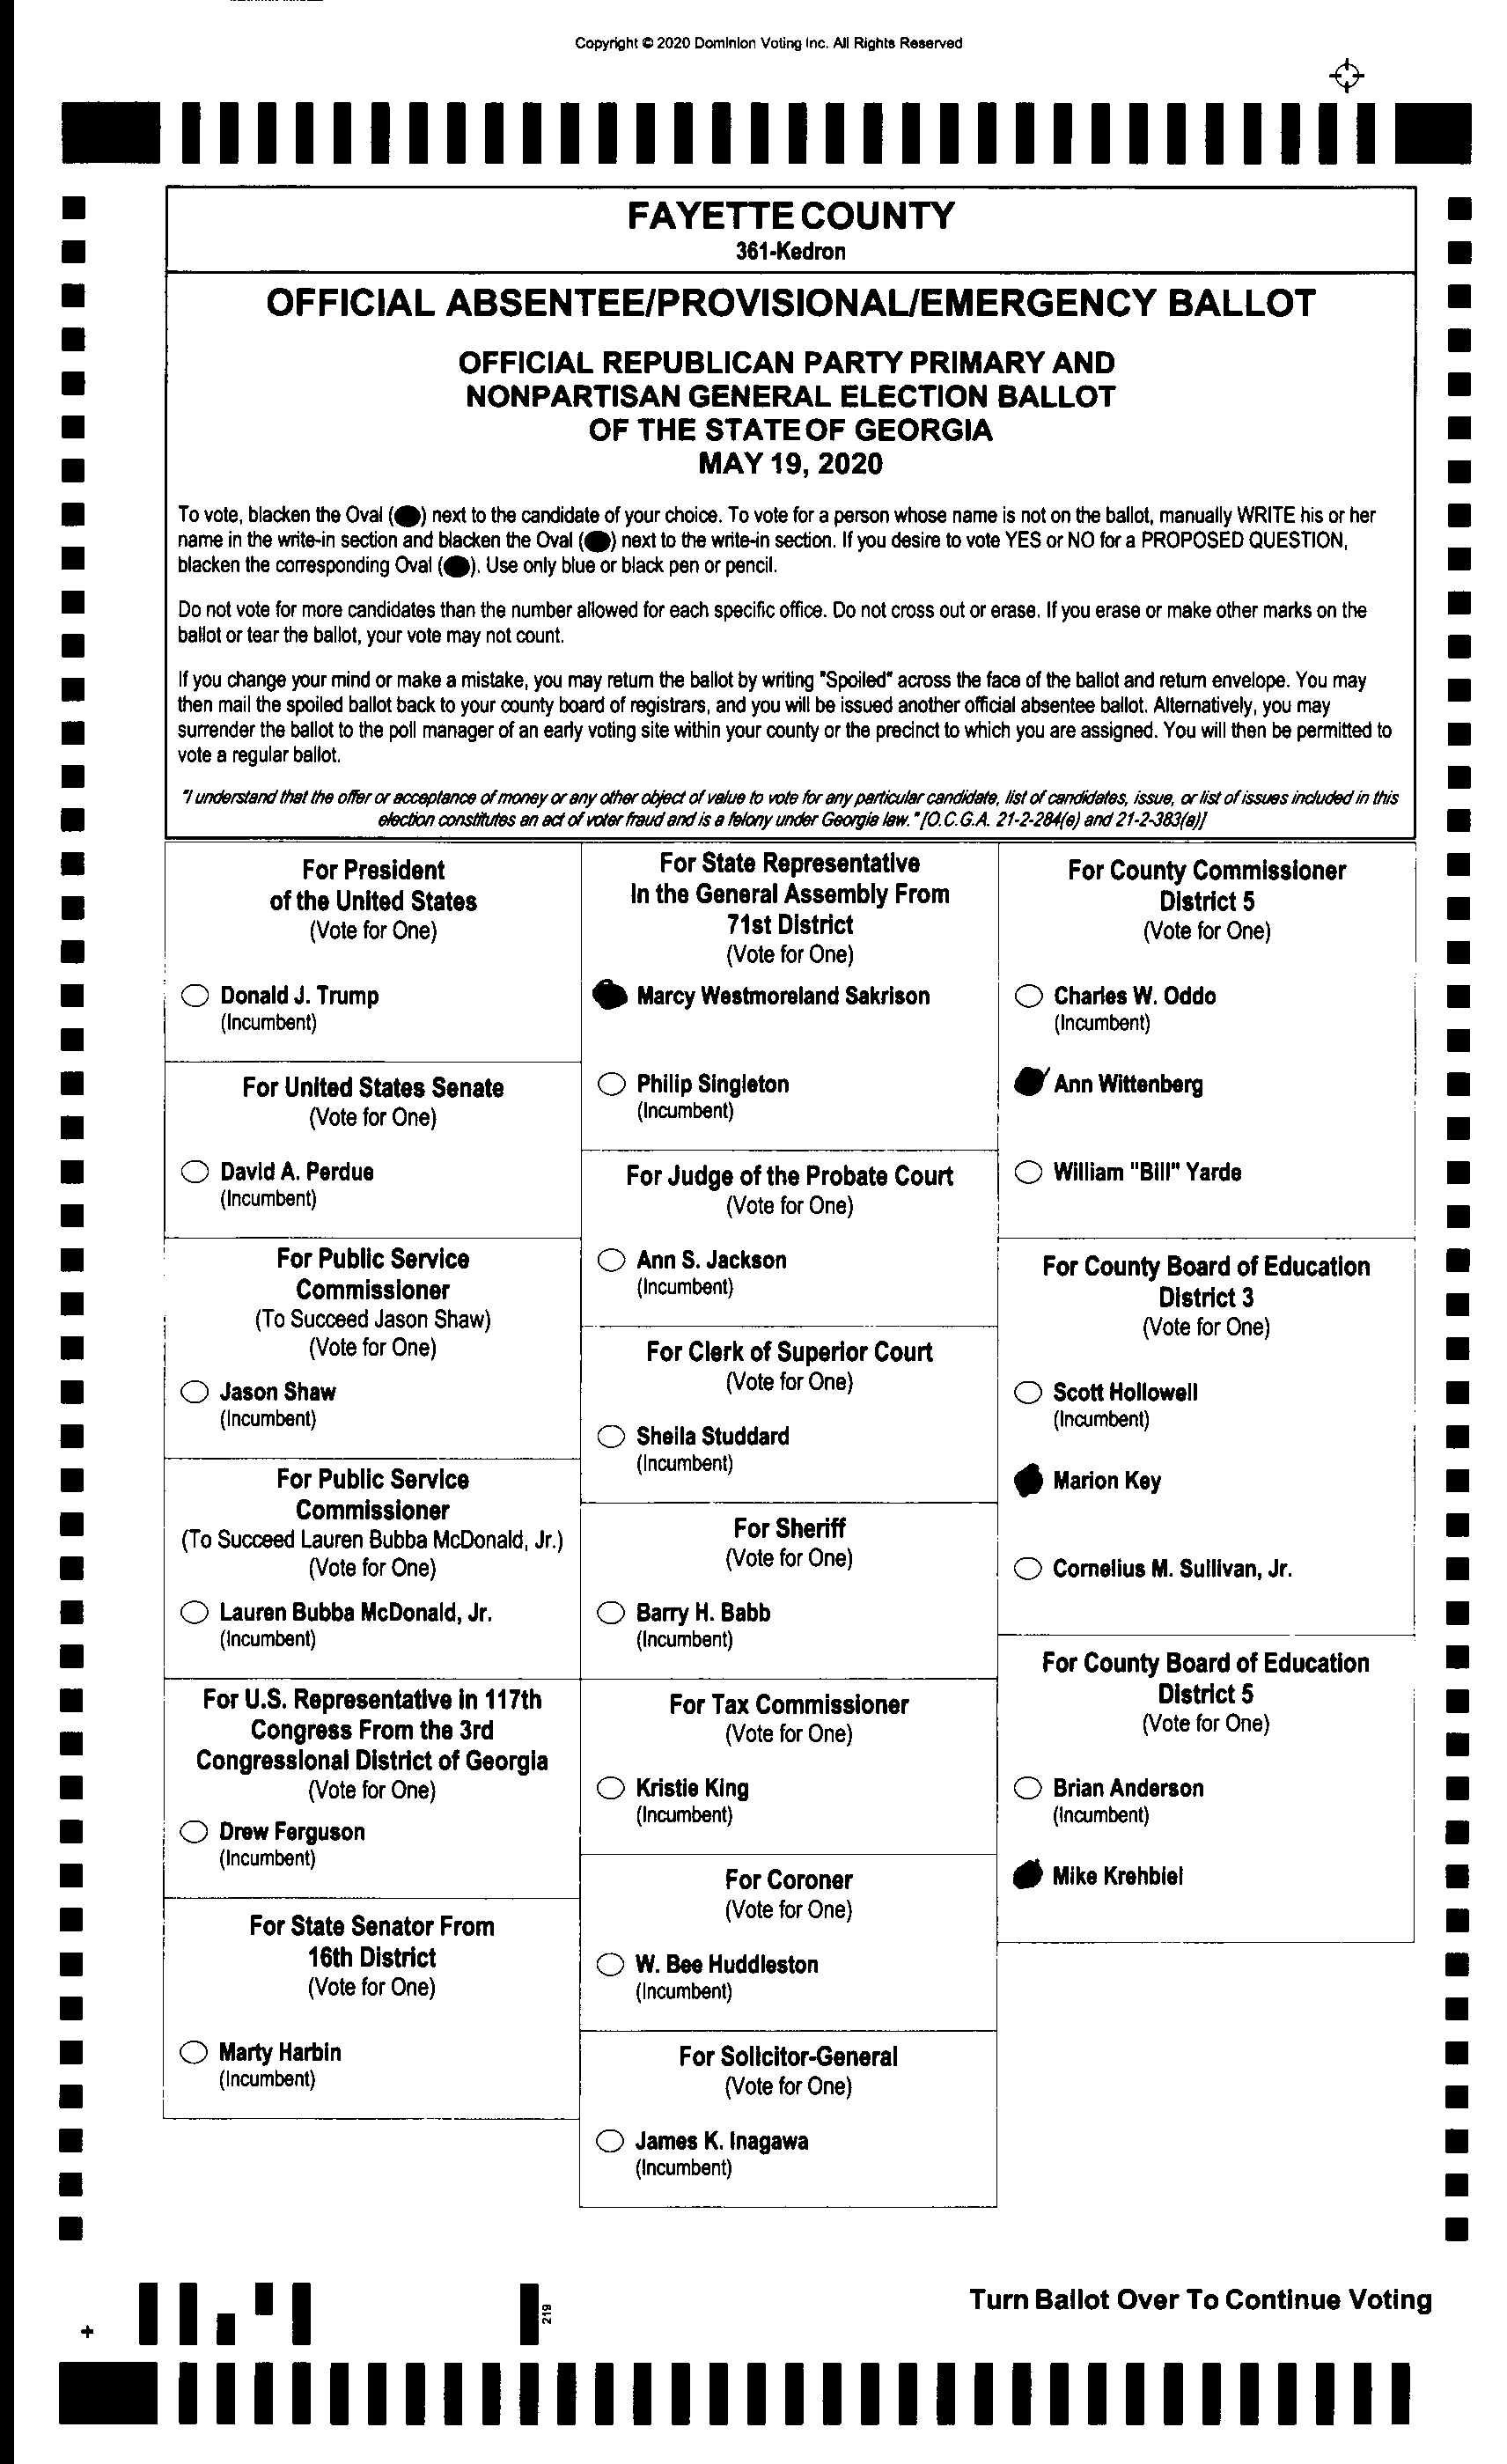 Copyright © 2020 Dominion Voting Inc. All Rights Reserved
FAYETTE COUNTY
361-Kedron
OFFICIAL ABSENTEE/PROVISIONAL/EMERGENCY BALLOT
OFFICIAL REPUBLICAN PARTY PRIMARY AND
NONPARTISAN GENERAL ELECTION BALLOT
OF THE STATE OF GEORGIA
MAY 19, 2020
To vote, blacken the Oval ( ) next to the candidate of your choice. To vote for a person whose name is not on the ballot, manually WRITE his or her
name in the write-in section and blacken the Oval ( ) next to the write-in section. If you desire to vote YES or NO for a PROPOSED QUESTION,
blacken the corresponding Oval ( ). Use only blue or black pen or pencil.
Do not vote for more candidates than the number allowed for each specific office. Do not cross out or erase. If you erase or make other marks on the
ballot or tear the ballot, your vote may not count.
If you change your mind or make a mistake, you may return the ballot by writing "Spoiled" across the face of the ballot and return envelope. You may
then mail the spoiled ballot back to your county board of registrars, and you will be issued another official absentee ballot. Alternatively, you may
surrender the ballot to the poll manager of an early voting site within your county or the precinct to which you are assigned. You will then be permitted to
vote a regular ballot.
"I understand that the offer or acceptance of money or any other object of value to vote for any particular candidate, list of candidates, issue, or list of issues included in this
election constitutes an act of voter fraud and is a felony under Georgia law." [O.C.G.A. 21-2-284(e) and 21-2-383(a)]
For President
of the United States
(Vote for One)
Donald J. Trump
(Incumbent)
For United States Senate
(Vote for One)
David A. Perdue
(Incumbent)
For Public Service
Commissioner
(To Succeed Jason Shaw)
(Vote for One)
Jason Shaw
(Incumbent)
For Public Service
Commissioner
(To Succeed Lauren Bubba McDonald, Jr.)
(Vote for One)
Lauren Bubba McDonald, Jr.
(Incumbent)
For U.S. Representative in 117th
Congress From the 3rd
Congressional District of Georgia
(Vote for One)
Drew Ferguson
(Incumbent)
For State Senator From
16th District
(Vote for One)
Marty Harbin
(Incumbent)
For State Representative
In the General Assembly From
71st District
(Vote for One)
Marcy Westmoreland Sakrison
Philip Singleton
(Incumbent)
For Judge of the Probate Court
(Vote for One)
Ann S. Jackson
(Incumbent)
For Clerk of Superior Court
(Vote for One)
Sheila Studdard
(Incumbent)
For Sheriff
(Vote for One)
Barry H. Babb
(Incumbent)
For Tax Commissioner
(Vote for One)
Kristie King
(Incumbent)
For Coroner
(Vote for One)
W. Bee Huddleston
(Incumbent)
For Solicitor-General
(Vote for One)
James K. Inagawa
(Incumbent)
For County Commissioner
District 5
(Vote for One)
Charles W. Oddo
(Incumbent)
Ann Wittenberg
William "Bill" Yarde
For County Board of Education
District 3
(Vote for One)
Scott Hollowell
(Incumbent)
Marion Key
Cornelius M. Sullivan, Jr.
For County Board of Education
District 5
(Vote for One)
Brian Anderson
(Incumbent)
Mike Krehbiel
Turn Ballot Over To Continue Voting
+
219